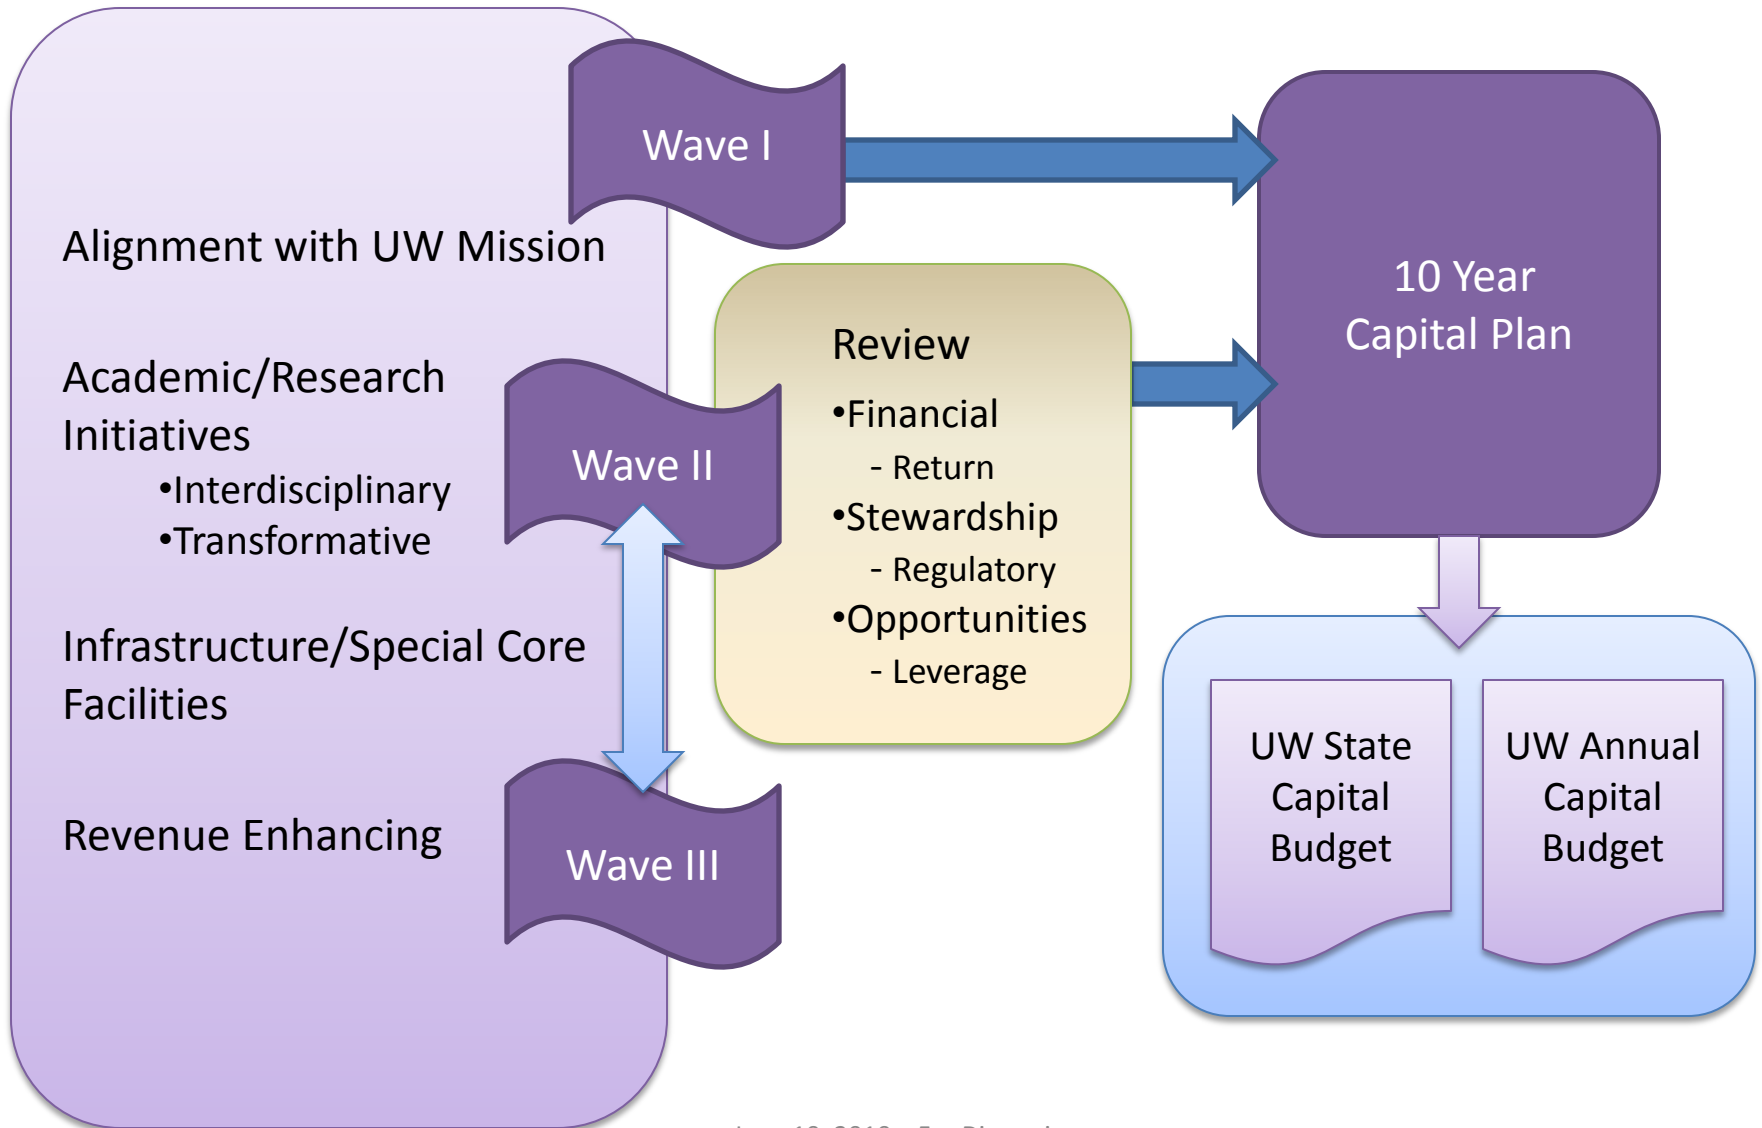 Wave I
Alignment with UW Mission
10 Year
Capital Plan
Review
•Financial
- Return
•Stewardship
- Regulatory
•Opportunities
- Leverage
Academic/Research
Initiatives
•Interdisciplinary
•Transformative
Wave II
Infrastructure/Special Core
Facilities
Revenue Enhancing
Wave III
UW State
Capital
Budget
UW Annual
Capital
Budget